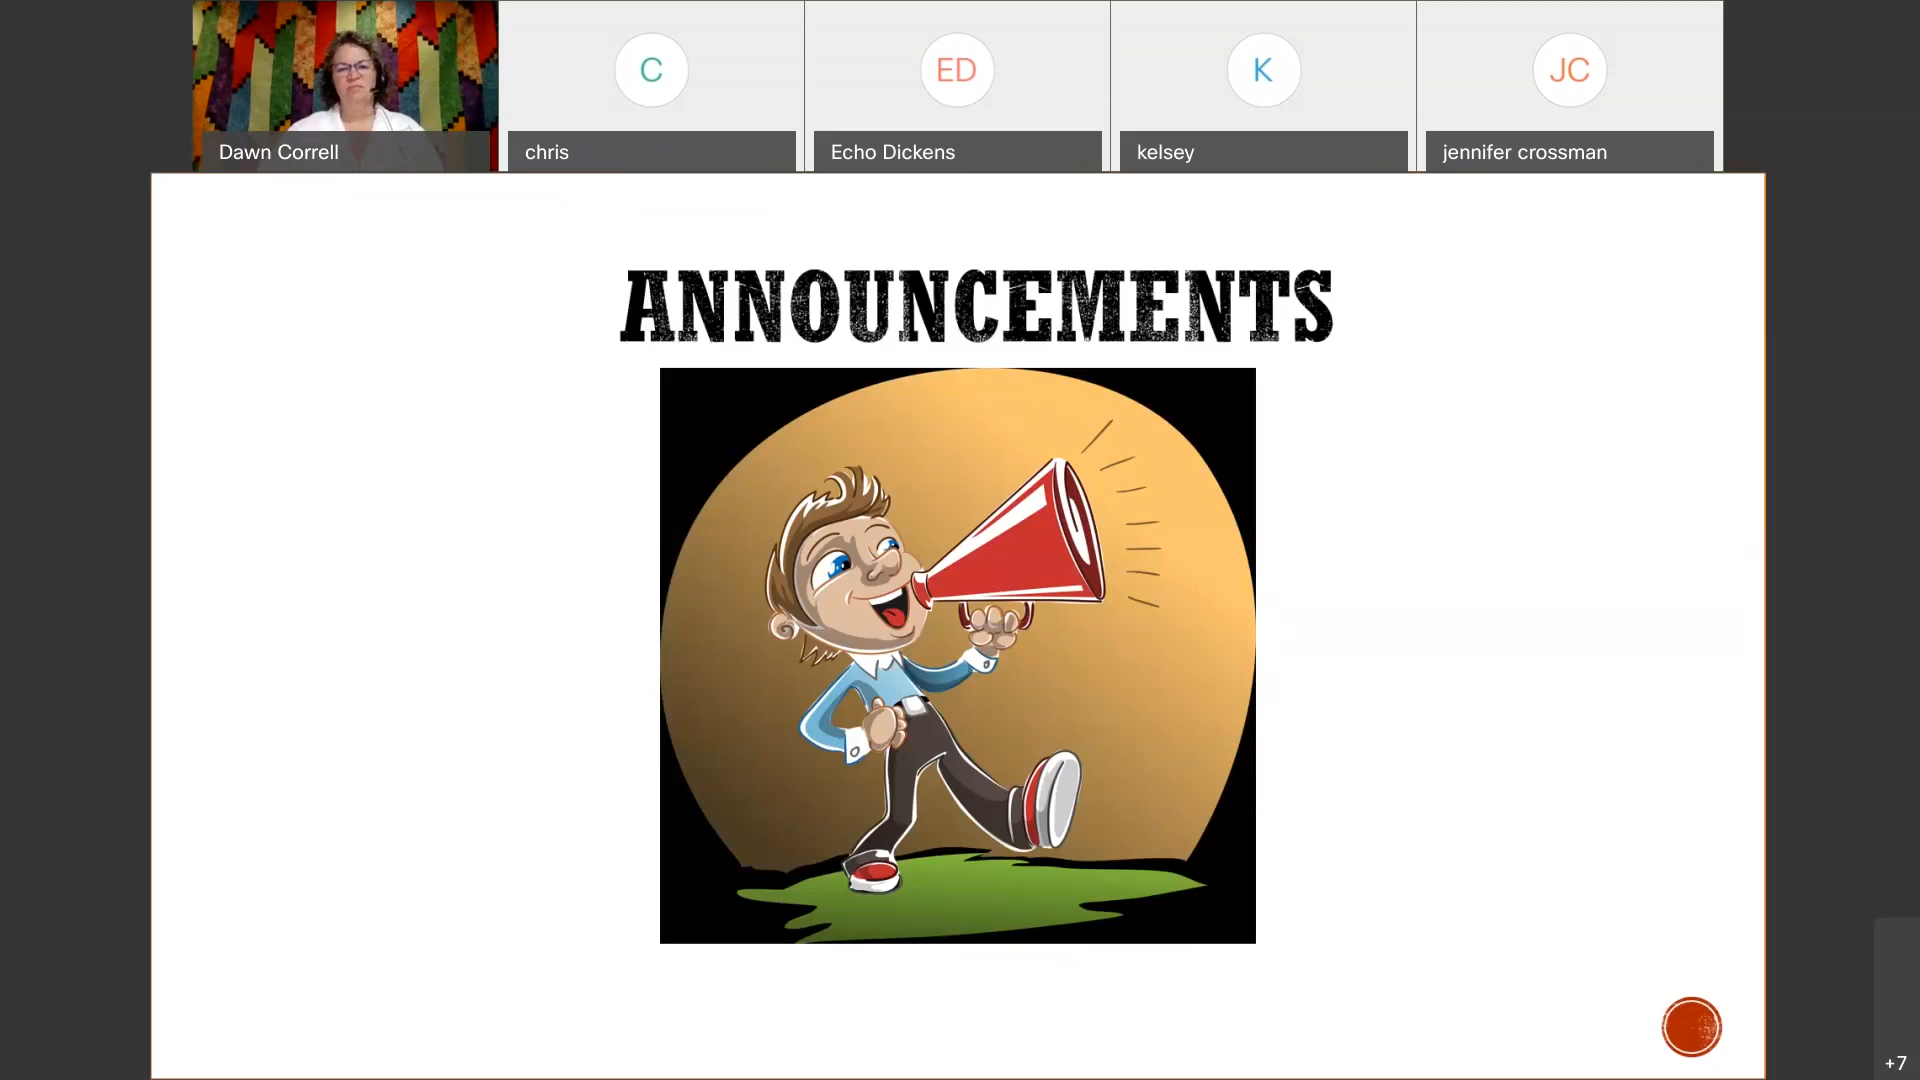 C
ED
K
JC
Dawn Correll
chris
Echo Dickens
kelsey
jennifer crossman
ANNOUNCEMENTS
+7